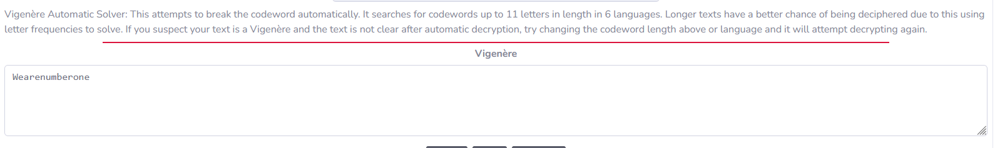 Vigenère Automatic Solver: This attempts to break the codeword automatically. It searches for codewords up to 11 letters in length in 6 languages. Longer texts have a better chance of being deciphered due to this using
letter frequencies to solve. If you suspect your text is a Vigenère and the text is not clear after automatic decryption, try changing the codeword length above or language and it will attempt decrypting again.
Vigenère
Wearenumberone